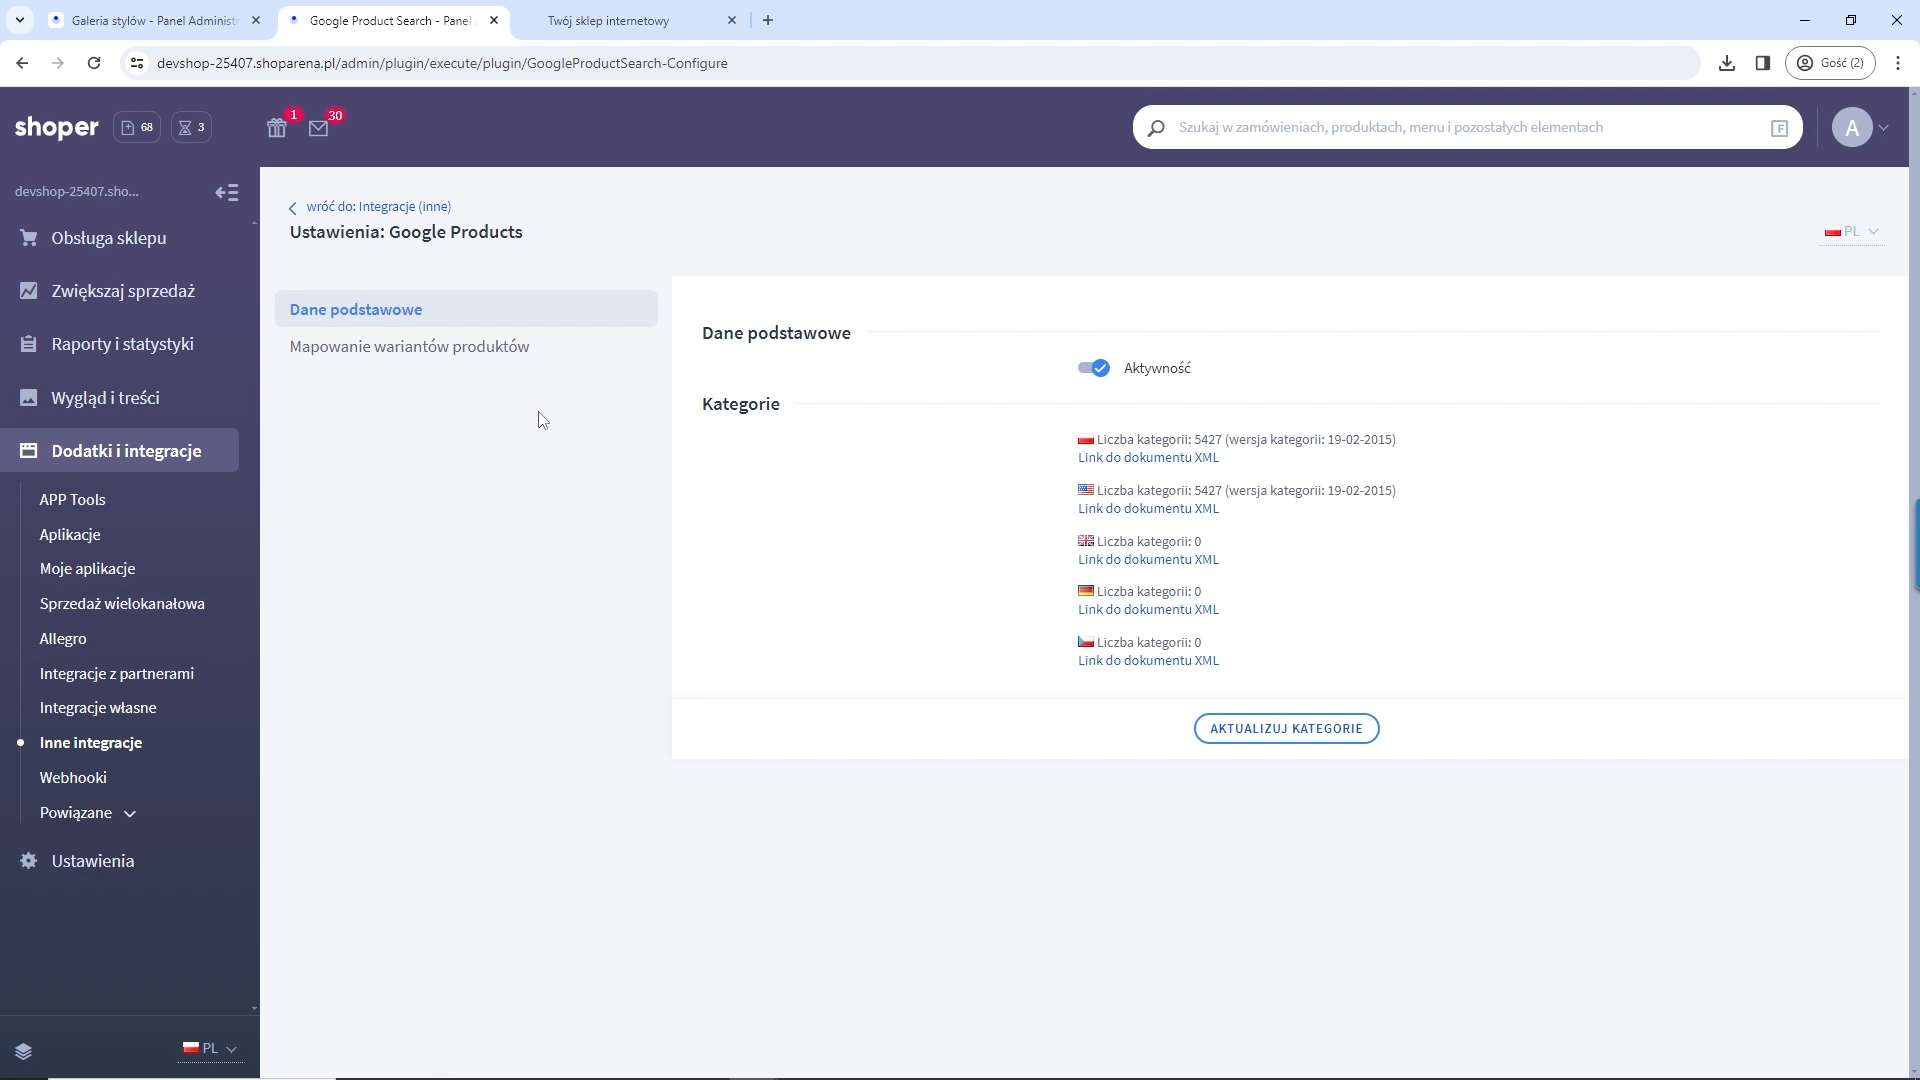 Galeria stylów - Panel Administ
Google Product Search - Panel
Twój sklep internetowy
devshop-25407.shoparena.pl/admin/plugin/execute/plugin/GoogleProductSearch-Configure
Gość (2)
shoper
68
3
1
30
Szukaj w zamówieniach, produktach, menu i pozostałych elementach
F
A
devshop-25407.sho...
Obsługa sklepu
Zwiększaj sprzedaż
Raporty i statystyki
Wygląd i treści
Dodatki i integracje
APP Tools
Aplikacje
Moje aplikacje
Sprzedaż wielokanałowa
Allegro
Integracje z partnerami
Integracje własne
Inne integracje
Webhooki
Powiązane
Ustawienia
PL
wróć do: Integracje (inne)
Ustawienia: Google Products
PL
Dane podstawowe
Mapowanie wariantów produktów
Dane podstawowe
Aktywność
Kategorie
Liczba kategorii: 5427 (wersja kategorii: 19-02-2015)
Link do dokumentu XML
Liczba kategorii: 5427 (wersja kategorii: 19-02-2015)
Link do dokumentu XML
Liczba kategorii: 0
Link do dokumentu XML
Liczba kategorii: 0
Link do dokumentu XML
Liczba kategorii: 0
Link do dokumentu XML
AKTUALIZUJ KATEGORIE